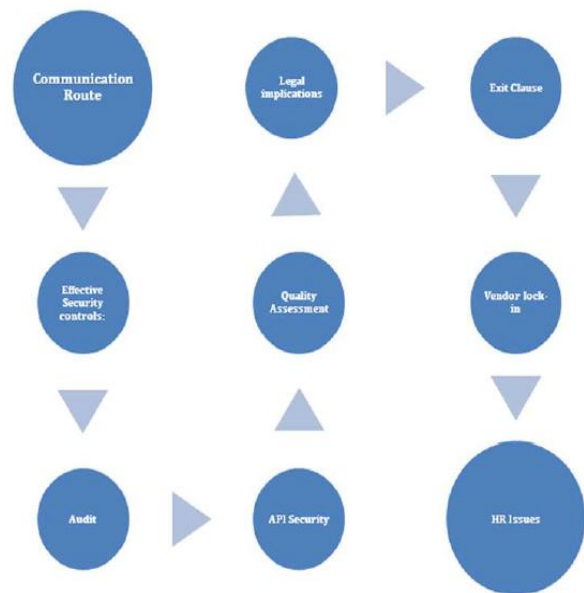 Communication
Route
Effective
Security
controls:
Audit
API Security
Quality
Assessment
Legal
implications
Exit Clause
Vendor lock-
in
HR Issues